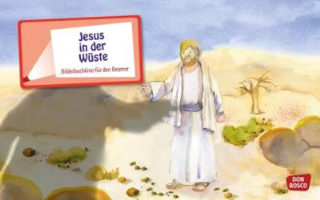 Jesus
in der
Wüste
Bilderbuchkino für den Beamer
DON
BOSCO